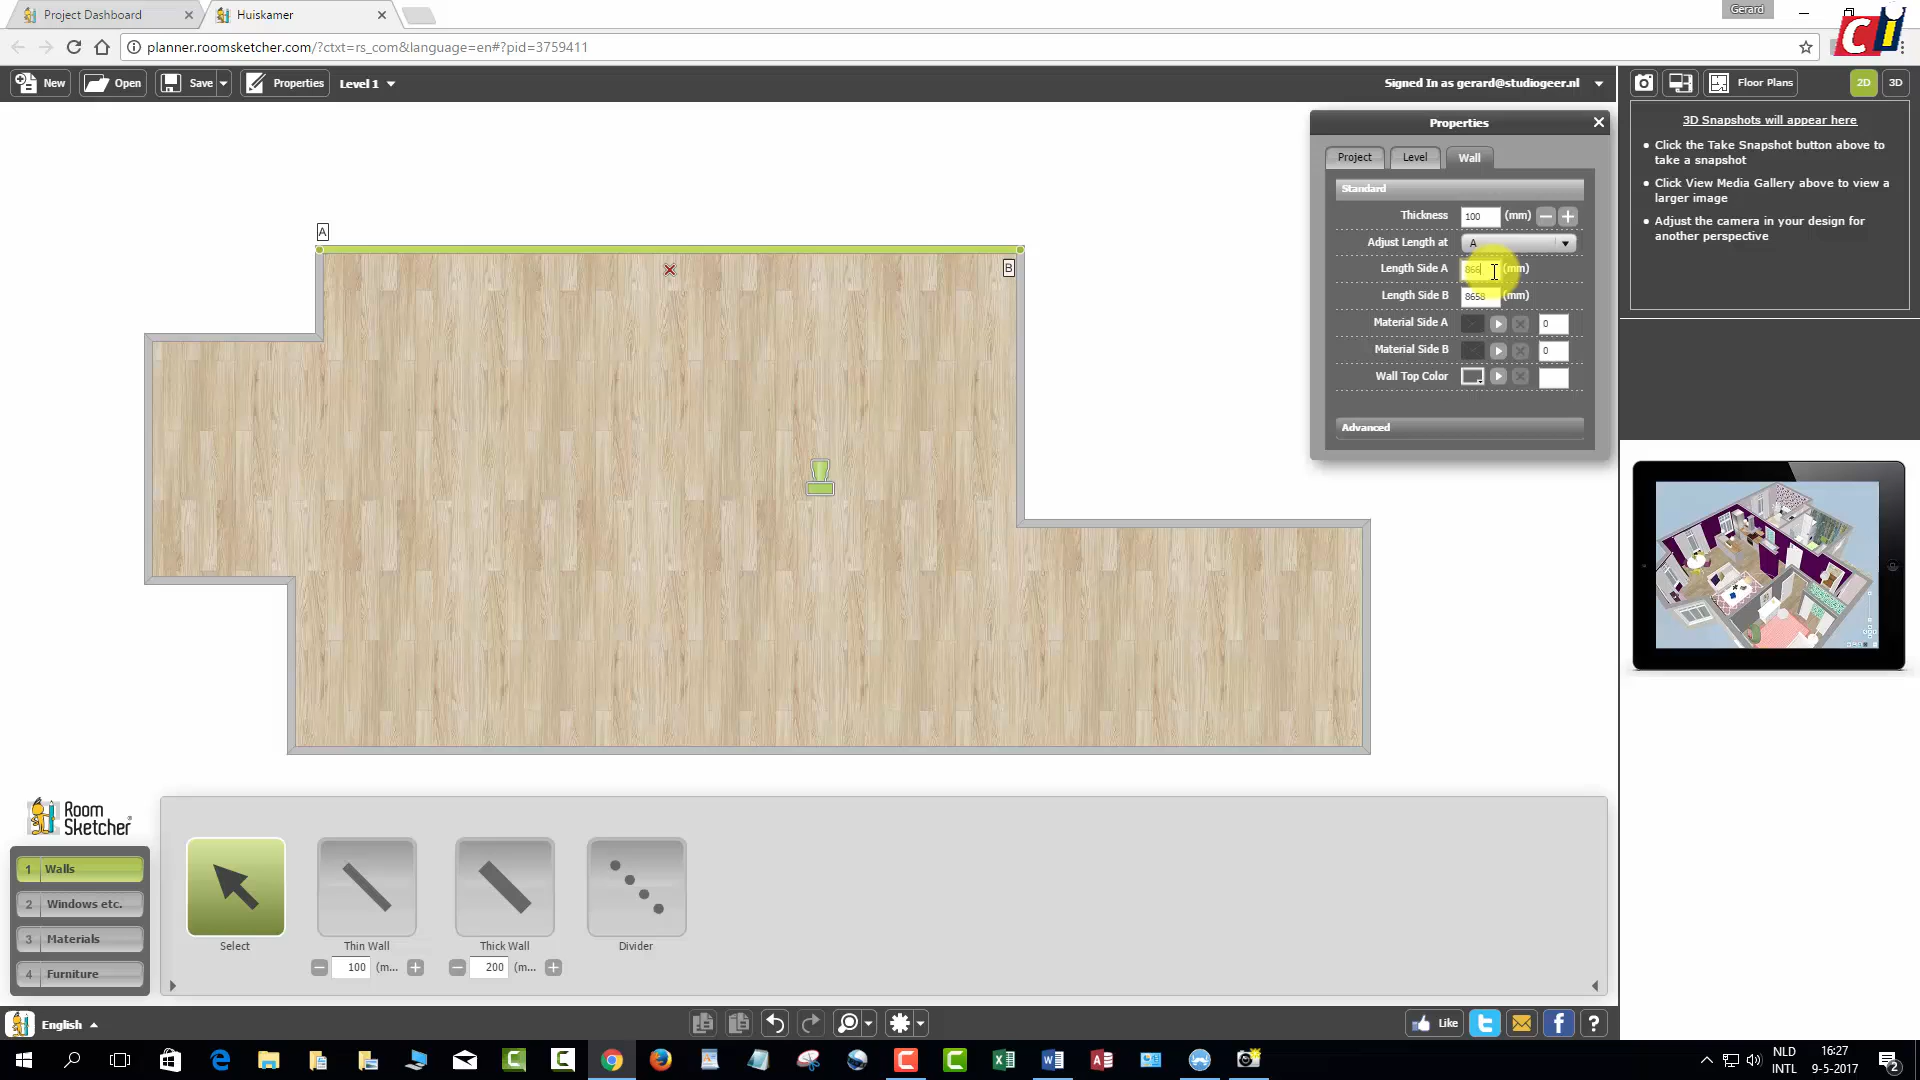 Project Dashboard
Huiskamer
Gerard
planner.roomsketcher.com/?ctxt=rs_com&language=en#?pid=3759411
Ci
New
Open
Save
Properties
Level 1
Signed In as gerard@studiogeer.nl
Floor Plans
2D
3D
3D Snapshots will appear here
Click the Take Snapshot button above to
take a snapshot
Click View Media Gallery above to view a
larger image
Adjust the camera in your design for
another perspective
Properties
Project
Level
Wall
Standard
Thickness 100 (mm)
Adjust Length at A
Length Side A 866 (mm)
Length Side B 8658 (mm)
Material Side A 0
Material Side B 0
Wall Top Color
Advanced
A
B
Room
Sketcher
1 Walls
2 Windows etc.
3 Materials
4 Furniture
Select
Thin Wall
Thick Wall
Divider
100 (m...
200 (m...
English
Like
?
NLD
INTL
16:27
9-5-2017
2